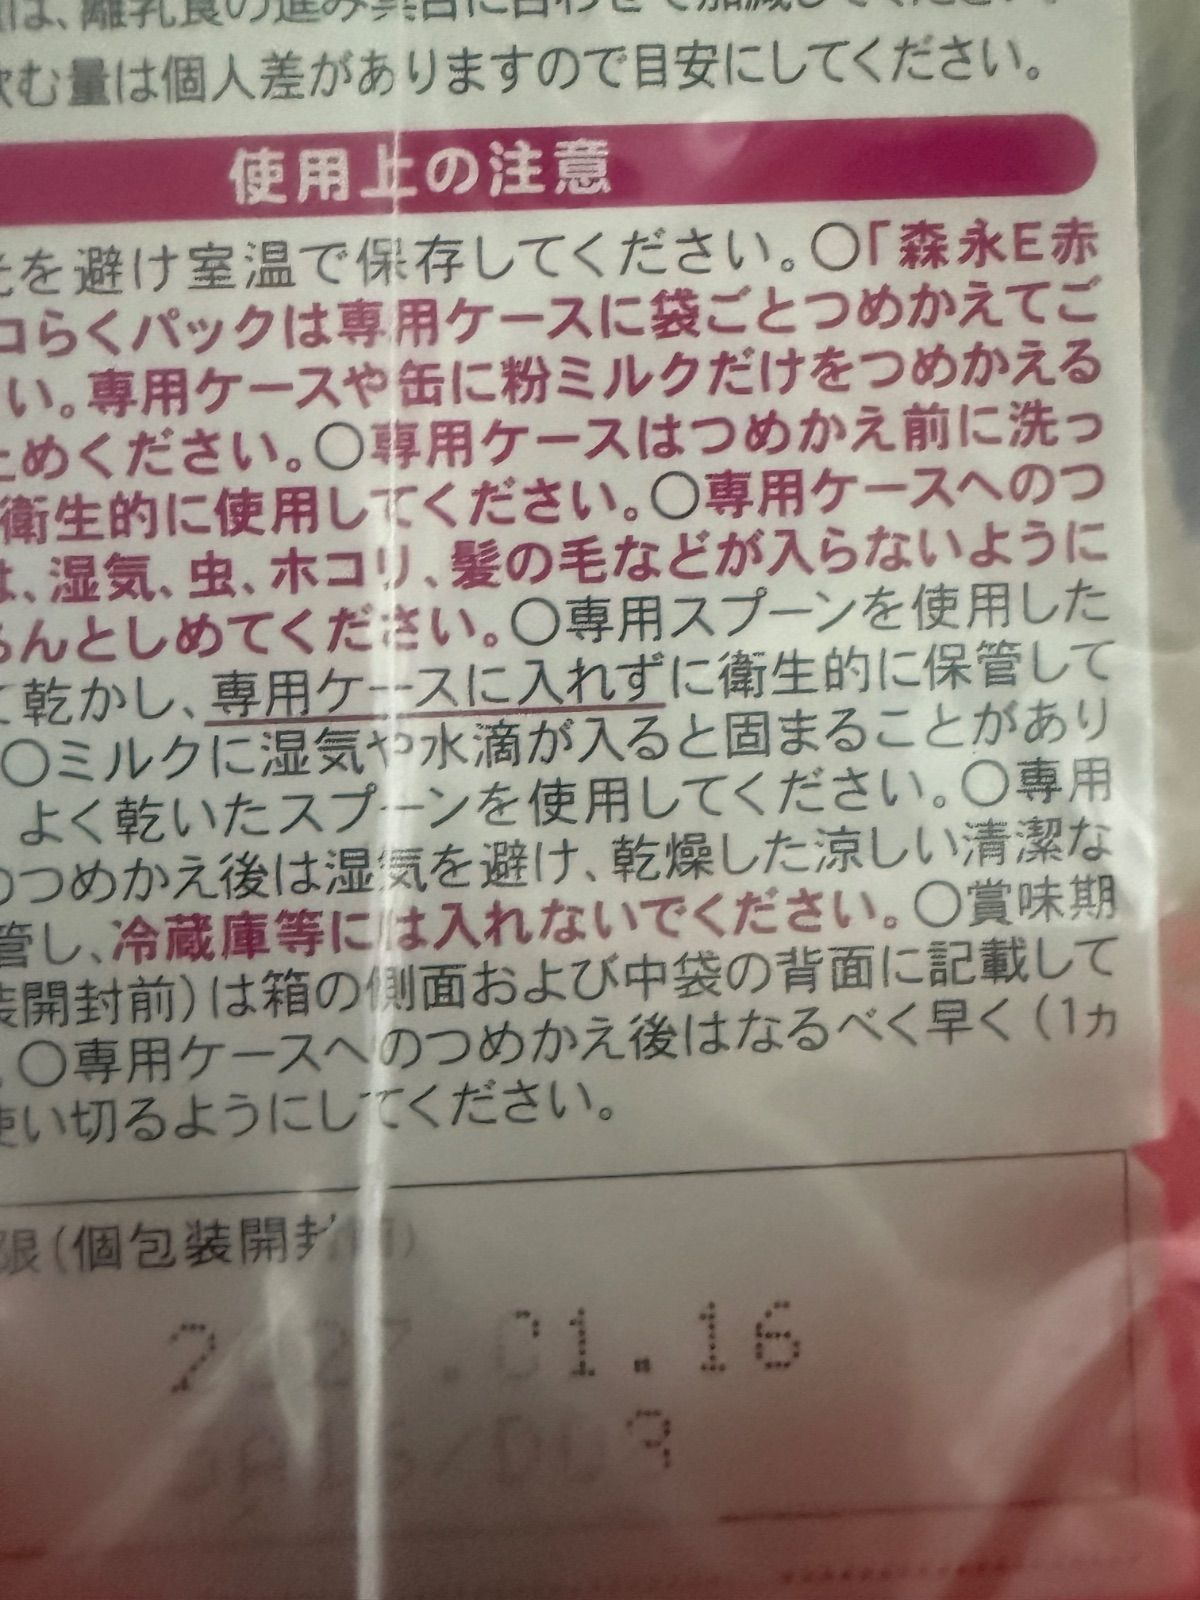 は、離乳食の進み具合に合わせて加減してください。
飲む量は個人差がありますので目安にしてください。
使用上の注意
光を避け室温で保存してください。○「森永E赤
コらくパックは専用ケースに袋ごとつめかえてご
い。専用ケースや缶に粉ミルクだけをつめかえる
止めください。○専用ケースはつめかえ前に洗っ
衛生的に使用してください。○専用ケースへのつ
は、湿気、虫、ホコリ、髪の毛などが入らないように
ちんとしめてください。○専用スプーンを使用した
て乾かし、専用ケースに入れずに衛生的に保管して
○ミルクに湿気や水滴が入ると固まることがあり
よく乾いたスプーンを使用してください。○専用
のつめかえ後は湿気を避け、乾燥した涼しい清潔な
管し、冷蔵庫等には入れないでください。○賞味期
装開封前)は箱の側面および中袋の背面に記載して
。○専用ケースへのつめかえ後はなるべく早く(1カ
使い切るようにしてください。
限(個包装開封前)
2027.01.16